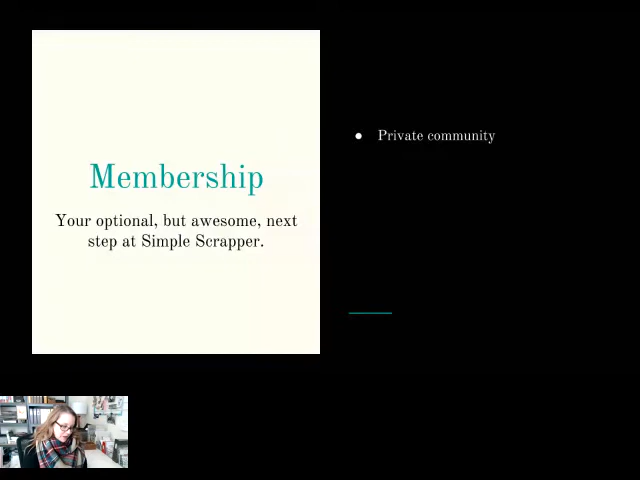 Membership
Your optional, but awesome, next
step at Simple Scrapper.
● Private community